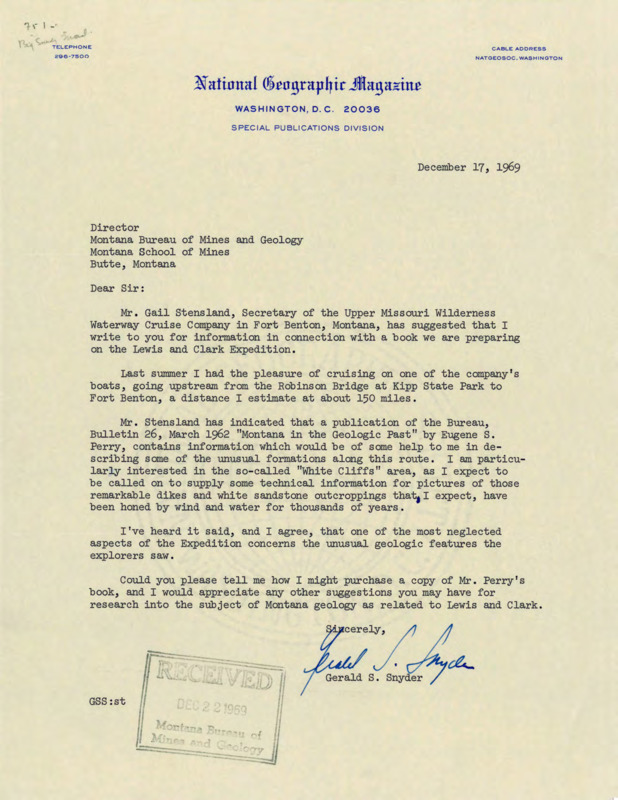 75 1 -
TELEPHONE
296-7500
CABLE ADDRESS
NATGEOSOC, WASHINGTON
National Geographic Magazine
WASHINGTON, D. C. 20036
SPECIAL PUBLICATIONS DIVISION
December 17, 1969
Director
Montana Bureau of Mines and Geology
Montana School of Mines
Butte, Montana
Dear Sir:
Mr. Gail Stensland, Secretary of the Upper Missouri Wilderness
Waterway Cruise Company in Fort Benton, Montana, has suggested that I
write to you for information in connection with a book we are preparing
on the Lewis and Clark Expedition.
Last summer I had the pleasure of cruising on one of the company's
boats, going upstream from the Robinson Bridge at Kipp State Park to
Fort Benton, a distance I estimate at about 150 miles.
Mr. Stensland has indicated that a publication of the Bureau,
Bulletin 26, March 1962 "Montana in the Geologic Past" by Eugene S.
Perry, contains information which would be of some help to me in de-
scribing some of the unusual formations along this route. I am particu-
larly interested in the so-called "White Cliffs" area, as I expect to
be called on to supply some technical information for pictures of those
remarkable dikes and white sandstone outcroppings that, I expect, have
been honed by wind and water for thousands of years.
I've heard it said, and I agree, that one of the most neglected
aspects of the Expedition concerns the unusual geologic features the
explorers saw.
Could you please tell me how I might purchase a copy of Mr. Perry's
book, and I would appreciate any other suggestions you may have for
research into the subject of Montana geology as related to Lewis and Clark.
Sincerely,
Gerald S. Snyder
Gerald S. Snyder
GSS:st
RECEIVED
DEC 22 1969
Montana Bureau of
Mines and Geology